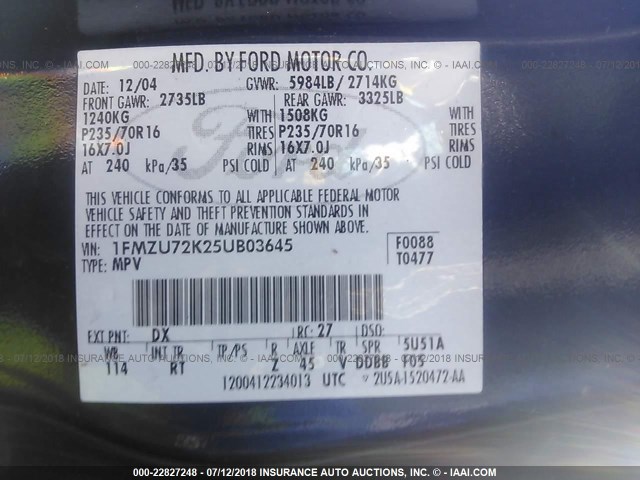 MFD. BY FORD MOTOR CO.
DATE: 12/04 GVWR: 5984LB/ 2714KG
FRONT GAWR: 2735LB REAR GAWR: 3325LB
1240KG WITH 1508KG WITH
P235/70R16 TIRES P235/70R16 TIRES
16X7.0J RIMS 16X7.0J RIMS
AT 240 kPa/35 PSI COLD AT 240 kPa/35 PSI COLD
THIS VEHICLE CONFORMS TO ALL APPLICABLE FEDERAL MOTOR
VEHICLE SAFETY AND THEFT PREVENTION STANDARDS IN
EFFECT ON THE DATE OF MANUFACTURE SHOWN ABOVE.
VIN: 1FMZU72K25UB03645 F0088
TYPE: MPV T0477
EXT PNT: DX RC: 27 DSO:
WB INT TR TP/PS R AXLE TR SPR 5U51A
114 RT Z 45 V DDBB F03
1200412234013 UTC 2U5A-1520472-AA
Ford
000-22827248 - 07/12/2018 - INSURANCE AUTO AUCTIONS, INC. - © - IAAI.COM